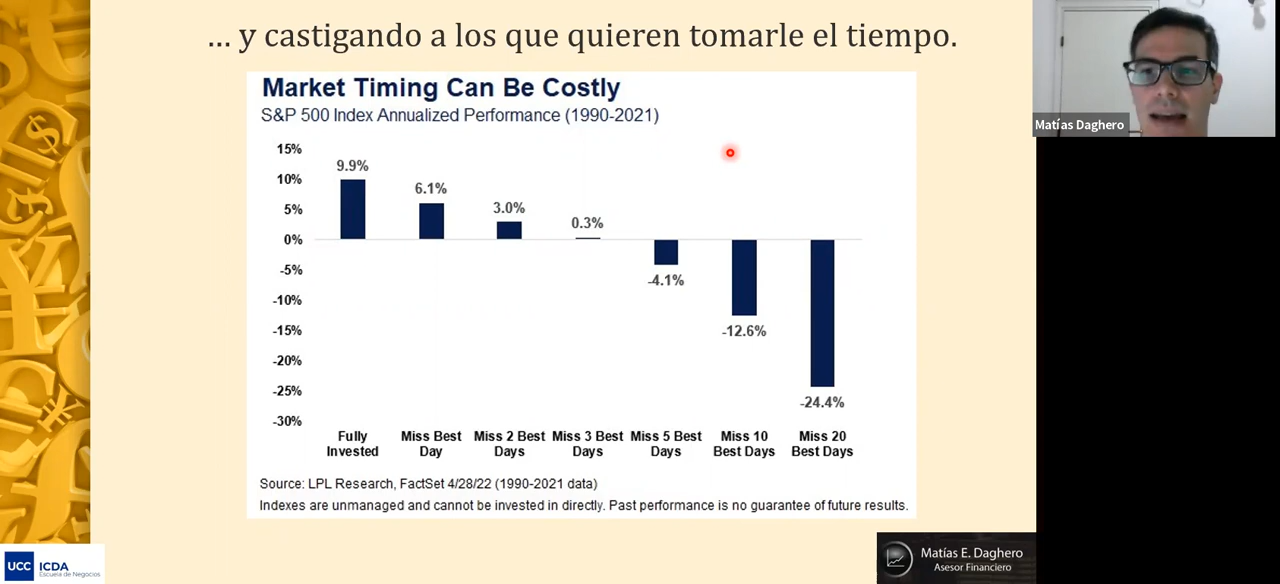 ... y castigando a los que quieren tomarle el tiempo.
Market Timing Can Be Costly
S&P 500 Index Annualized Performance (1990-2021)
15%
10%
5%
0%
-5%
-10%
-15%
-20%
-25%
-30%
9.9%
6.1%
3.0%
0.3%
-4.1%
-12.6%
-24.4%
Fully
Invested
Miss Best
Day
Miss 2 Best
Days
Miss 3 Best
Days
Miss 5 Best
Days
Miss 10
Best Days
Miss 20
Best Days
Source: LPL Research, FactSet 4/28/22 (1990-2021 data)
Indexes are unmanaged and cannot be invested in directly. Past performance is no guarantee of future results.
Matías Daghero
UCC
ICDA
Escuela de Negocios
Matías E. Daghero
Asesor Financiero